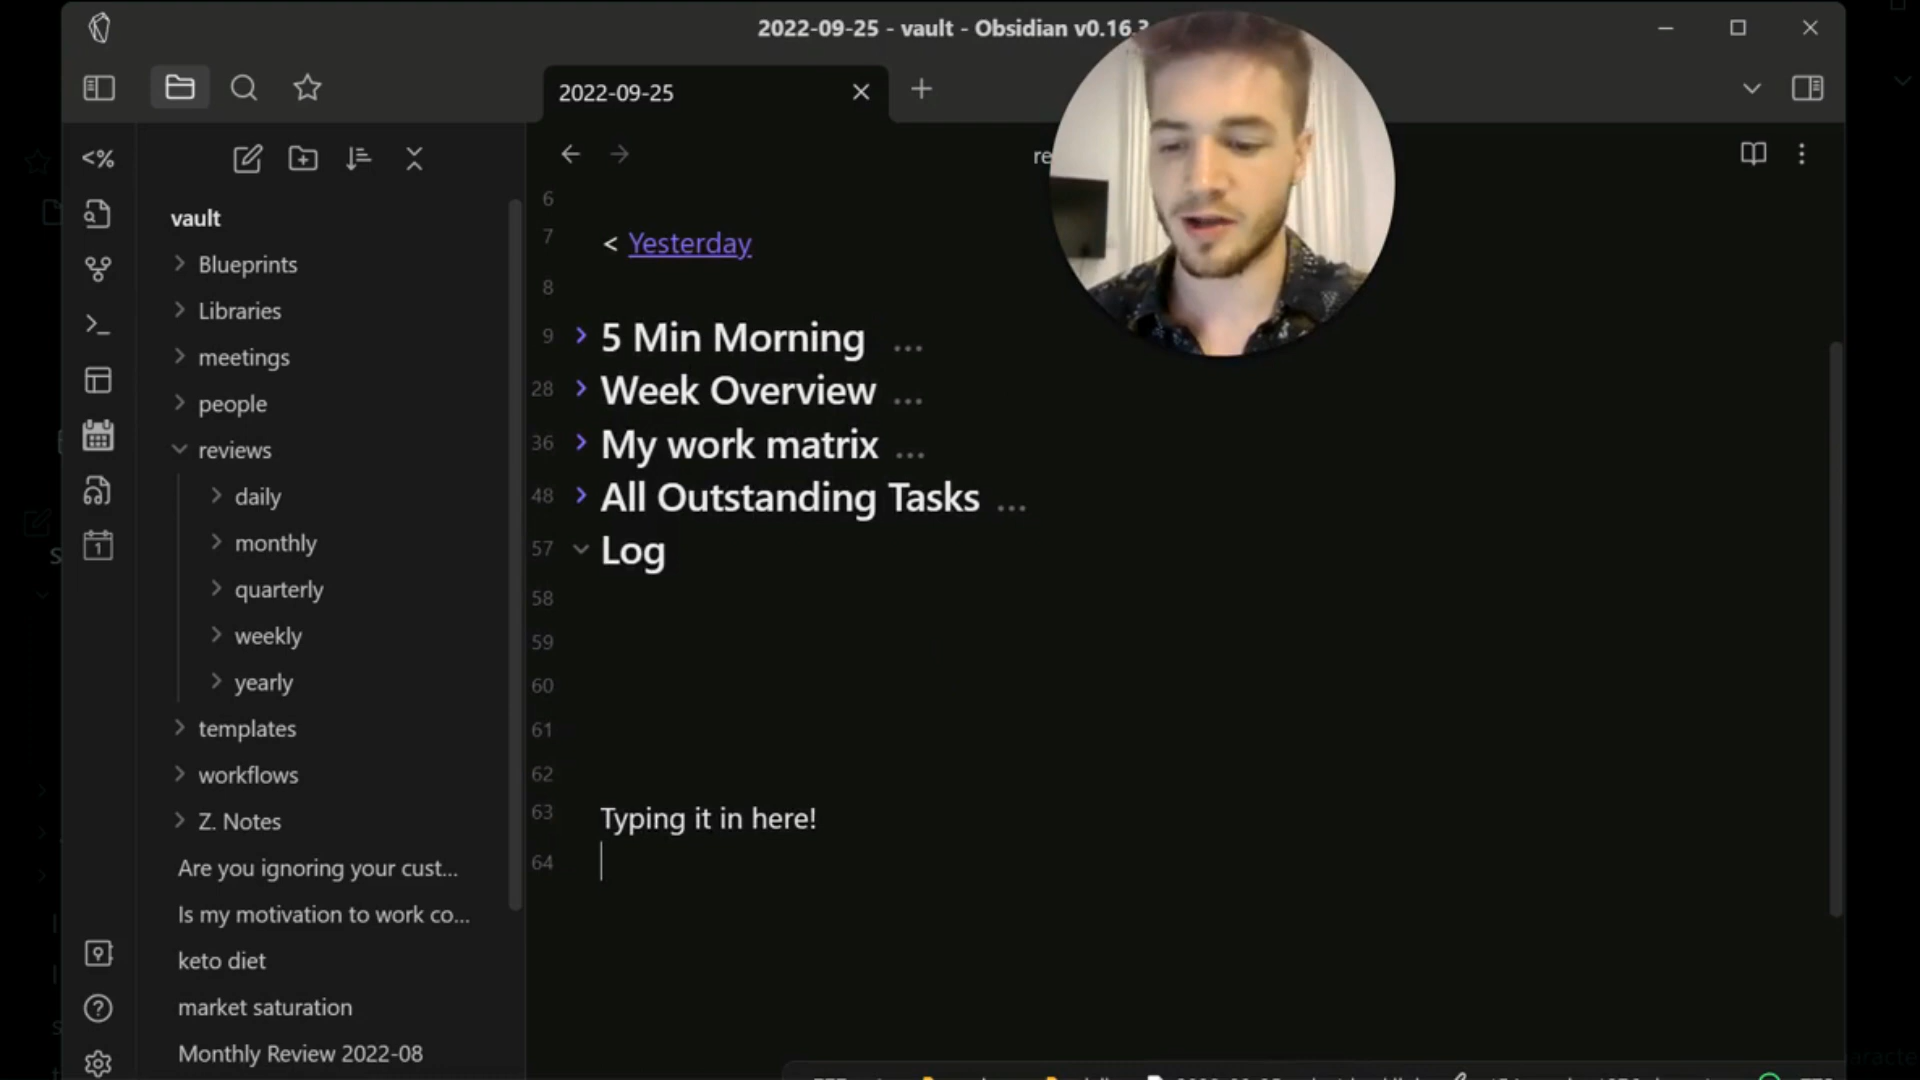 2022-09-25 - vault - Obsidian v0.16.3
2022-09-25
<%
vault
Blueprints
Libraries
meetings
people
reviews
daily
monthly
quarterly
weekly
yearly
templates
workflows
Z. Notes
Are you ignoring your cust...
Is my motivation to work co...
keto diet
market saturation
Monthly Review 2022-08
1
re
6
7 < Yesterday
8
9 5 Min Morning ...
28 Week Overview ...
36 My work matrix ...
48 All Outstanding Tasks ...
57 Log
58
59
60
61
62
63 Typing it in here!
64